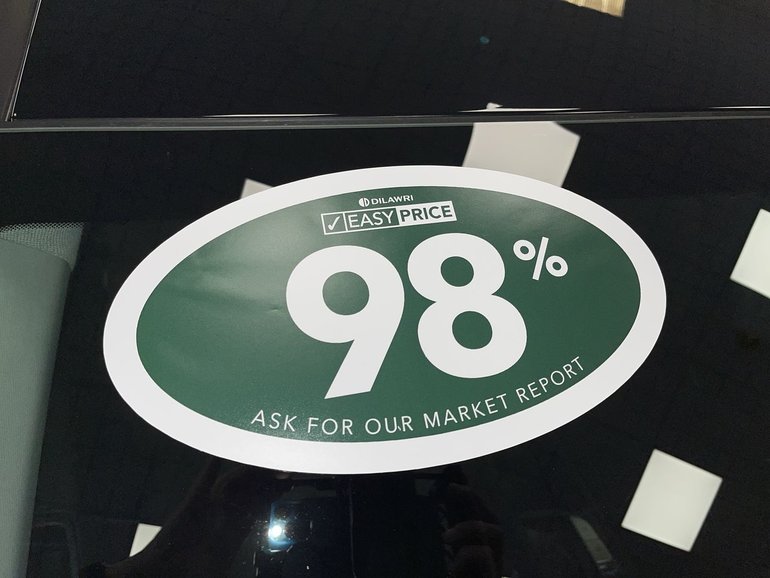 DILAWRI
EASY PRICE
98%
ASK FOR OUR MARKET REPORT